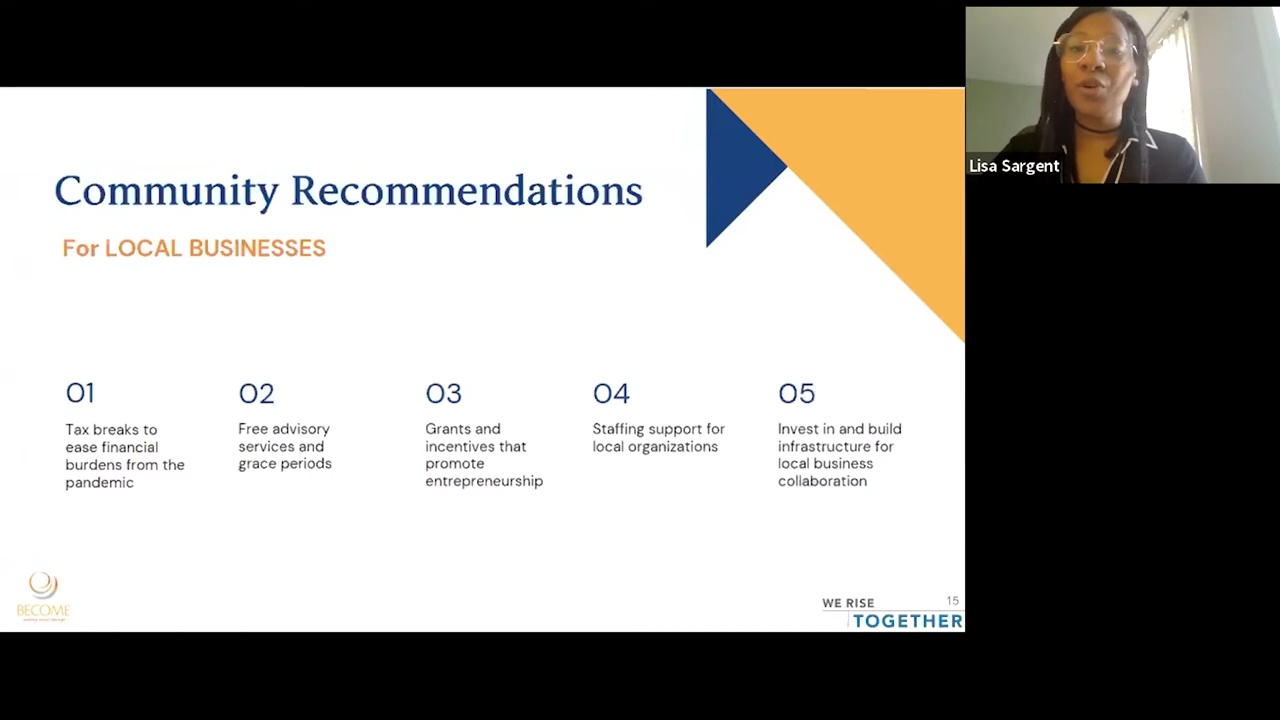 Community Recommendations
For LOCAL BUSINESSES
01
Tax breaks to
ease financial
burdens from the
pandemic
02
Free advisory
services and
grace periods
03
Grants and
incentives that
promote
entrepreneurship
04
Staffing support for
local organizations
05
Invest in and build
infrastructure for
local business
collaboration
BECOME
WE RISE
TOGETHER
15
Lisa Sargent